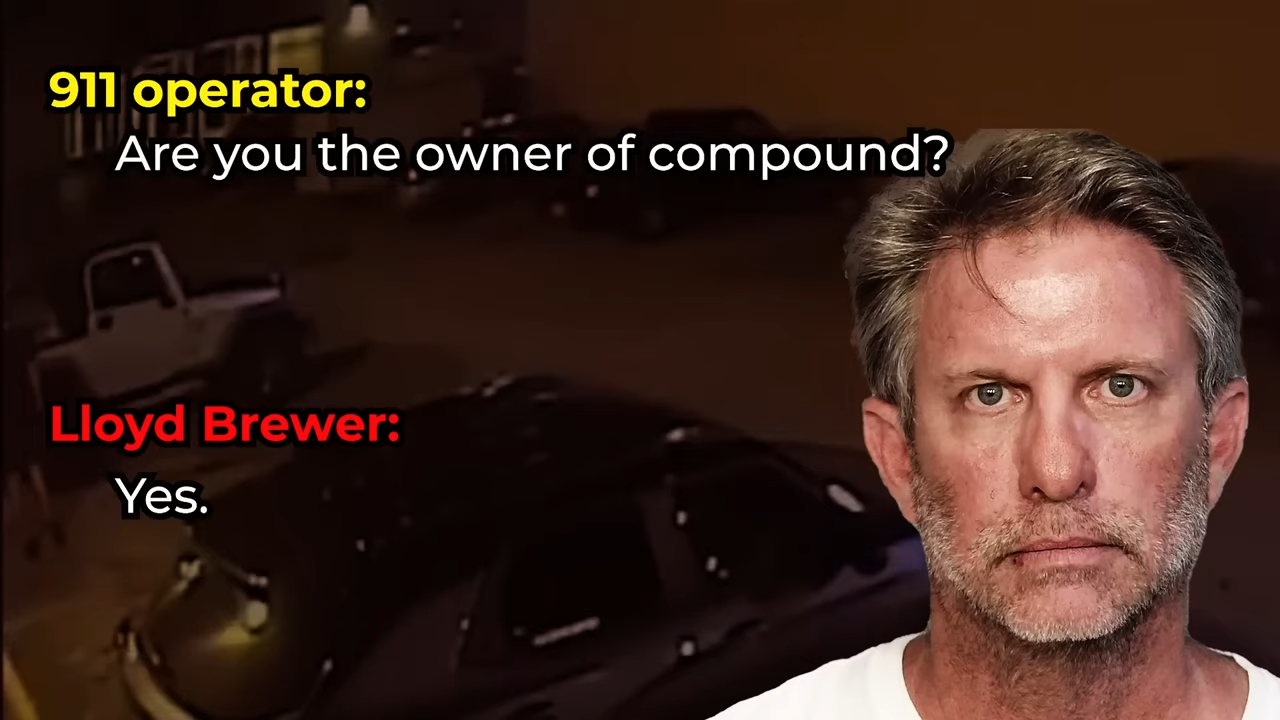 911 operator:
Are you the owner of compound?
Lloyd Brewer:
Yes.